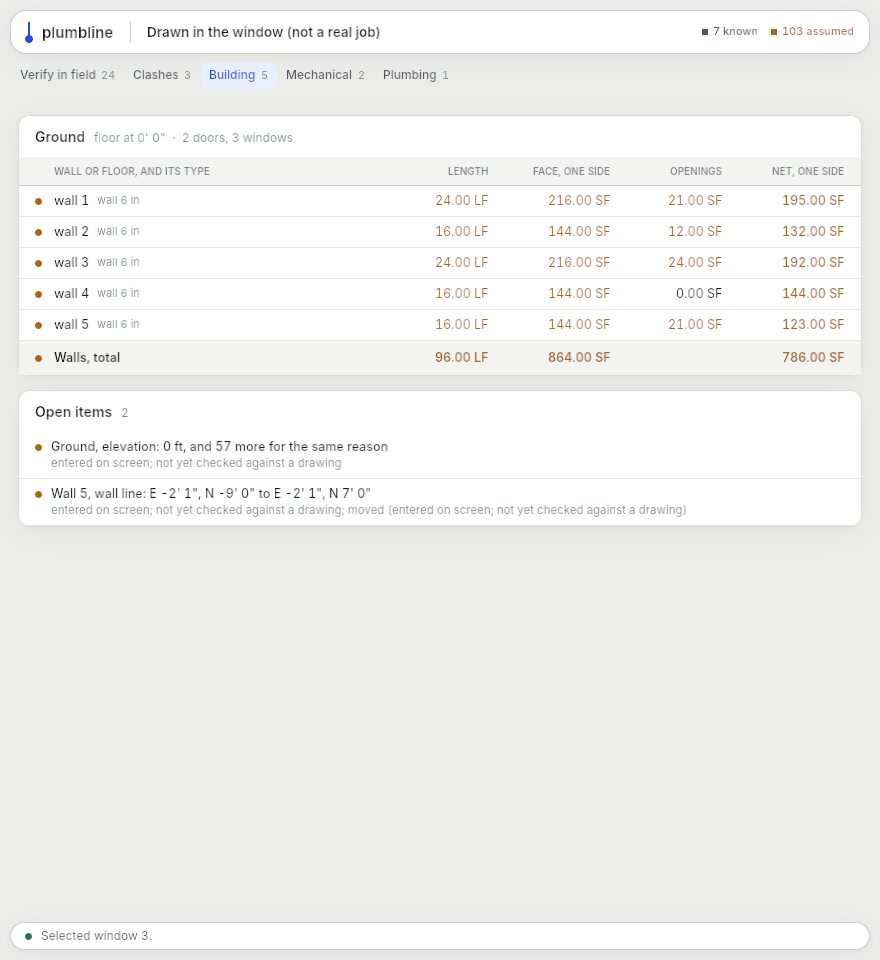 plumbline
Drawn in the window (not a real job)
7 known
103 assumed
Verify in field 24
Clashes 3
Building 5
Mechanical 2
Plumbing 1
Ground floor at 0' 0" · 2 doors, 3 windows
WALL OR FLOOR, AND ITS TYPE LENGTH FACE, ONE SIDE OPENINGS NET, ONE SIDE
wall 1 wall 6 in 24.00 LF 216.00 SF 21.00 SF 195.00 SF
wall 2 wall 6 in 16.00 LF 144.00 SF 12.00 SF 132.00 SF
wall 3 wall 6 in 24.00 LF 216.00 SF 24.00 SF 192.00 SF
wall 4 wall 6 in 16.00 LF 144.00 SF 0.00 SF 144.00 SF
wall 5 wall 6 in 16.00 LF 144.00 SF 21.00 SF 123.00 SF
Walls, total 96.00 LF 864.00 SF 786.00 SF
Open items 2
Ground, elevation: 0 ft, and 57 more for the same reason
entered on screen; not yet checked against a drawing
Wall 5, wall line: E -2' 1", N -9' 0" to E -2' 1", N 7' 0"
entered on screen; not yet checked against a drawing; moved (entered on screen; not yet checked against a drawing)
Selected window 3.